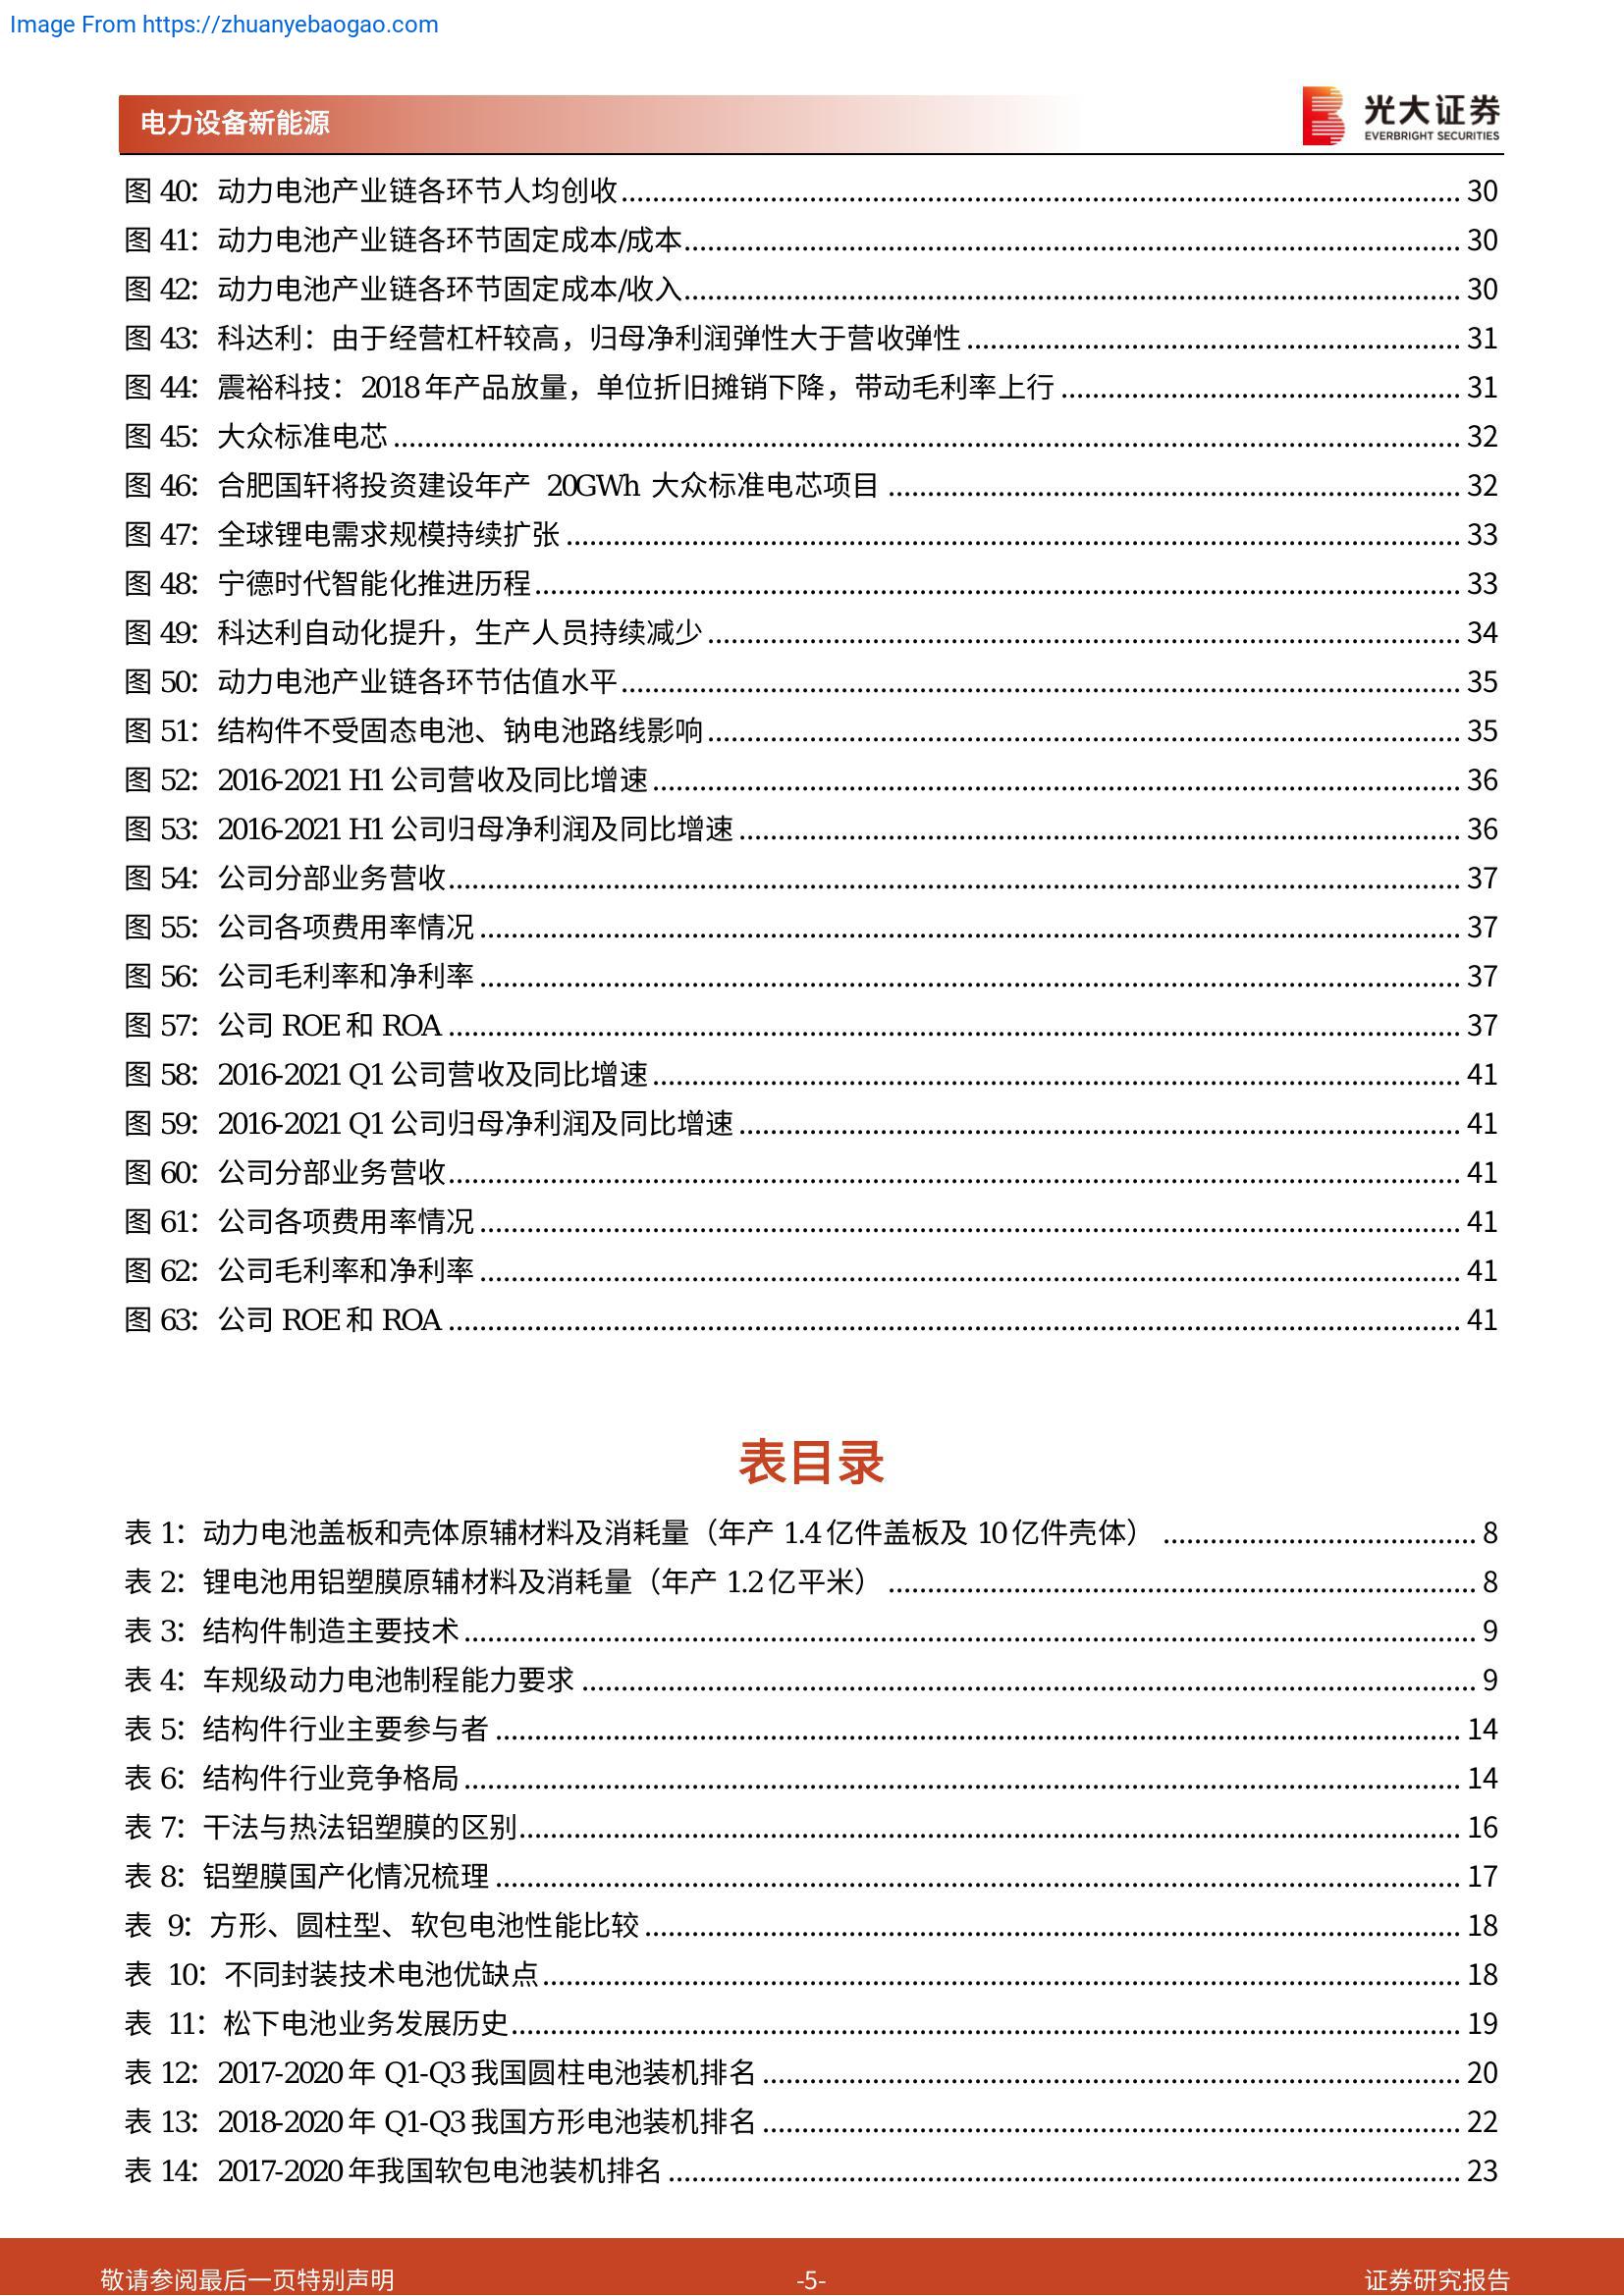 Image From https://zhuanyebaogao.com
电力设备新能源
光大证券
EVERBRIGHT SECURITIES
图 40：动力电池产业链各环节人均创收 30
图 41：动力电池产业链各环节固定成本/成本 30
图 42：动力电池产业链各环节固定成本/收入 30
图 43：科达利：由于经营杠杆较高，归母净利润弹性大于营收弹性 31
图 44：震裕科技：2018 年产品放量，单位折旧摊销下降，带动毛利率上行 31
图 45：大众标准电芯 32
图 46：合肥国轩将投资建设年产 20GWh 大众标准电芯项目 32
图 47：全球锂电需求规模持续扩张 33
图 48：宁德时代智能化推进历程 33
图 49：科达利自动化提升，生产人员持续减少 34
图 50：动力电池产业链各环节估值水平 35
图 51：结构件不受固态电池、钠电池路线影响 35
图 52：2016-2021 H1 公司营收及同比增速 36
图 53：2016-2021 H1 公司归母净利润及同比增速 36
图 54：公司分部业务营收 37
图 55：公司各项费用率情况 37
图 56：公司毛利率和净利率 37
图 57：公司 ROE 和 ROA 37
图 58：2016-2021 Q1 公司营收及同比增速 41
图 59：2016-2021 Q1 公司归母净利润及同比增速 41
图 60：公司分部业务营收 41
图 61：公司各项费用率情况 41
图 62：公司毛利率和净利率 41
图 63：公司 ROE 和 ROA 41
表目录
表 1：动力电池盖板和壳体原辅材料及消耗量（年产 1.4 亿件盖板及 10 亿件壳体） 8
表 2：锂电池用铝塑膜原辅材料及消耗量（年产 1.2 亿平米） 8
表 3：结构件制造主要技术 9
表 4：车规级动力电池制程能力要求 9
表 5：结构件行业主要参与者 14
表 6：结构件行业竞争格局 14
表 7：干法与热法铝塑膜的区别 16
表 8：铝塑膜国产化情况梳理 17
表 9：方形、圆柱型、软包电池性能比较 18
表 10：不同封装技术电池优缺点 18
表 11：松下电池业务发展历史 19
表 12：2017-2020 年 Q1-Q3 我国圆柱电池装机排名 20
表 13：2018-2020 年 Q1-Q3 我国方形电池装机排名 22
表 14：2017-2020 年我国软包电池装机排名 23
敬请参阅最后一页特别声明 -5- 证券研究报告